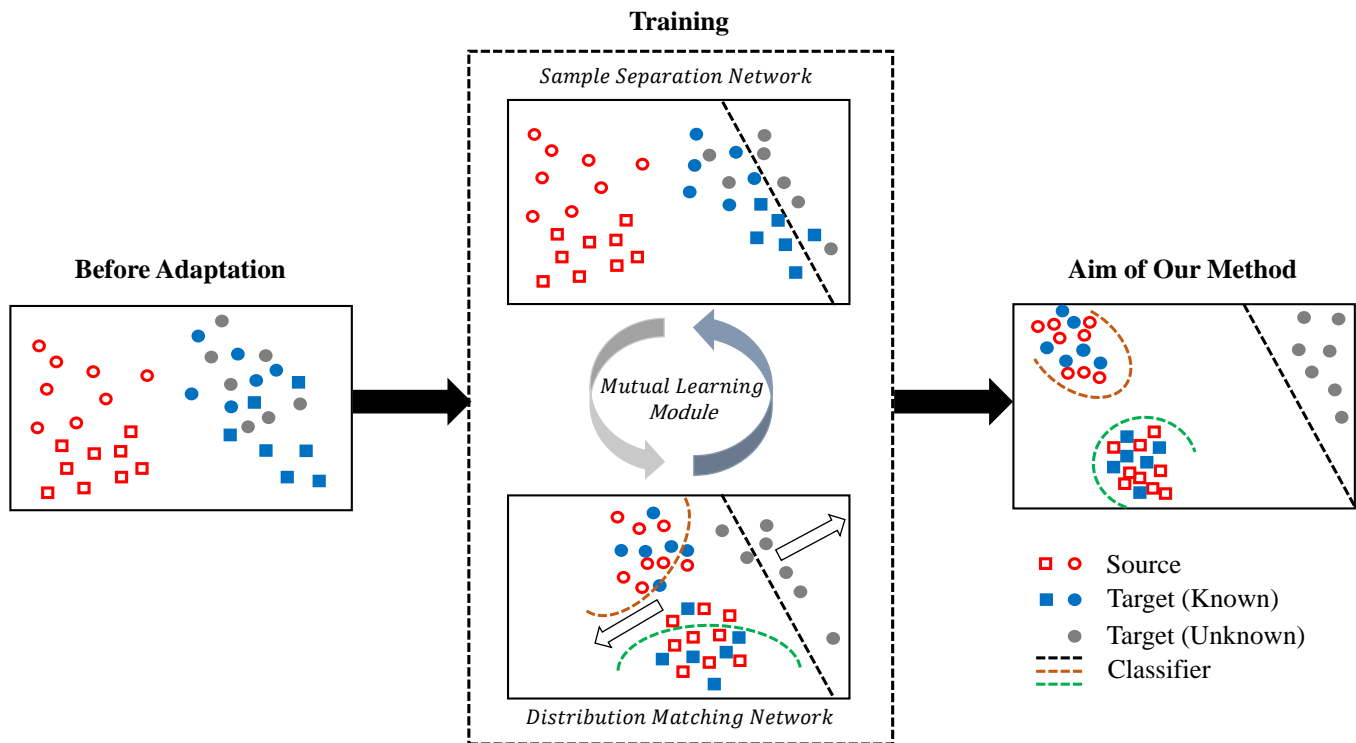 Training
Sample Separation Network
Before Adaptation
Aim of Our Method
Mutual Learning
Module
Source
Target (Known)
Target (Unknown)
Classifier
Distribution Matching Network